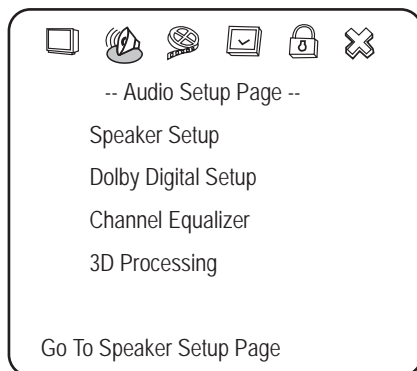 -- Audio Setup Page --
Speaker Setup
Dolby Digital Setup
Channel Equalizer
3D Processing
Go To Speaker Setup Page